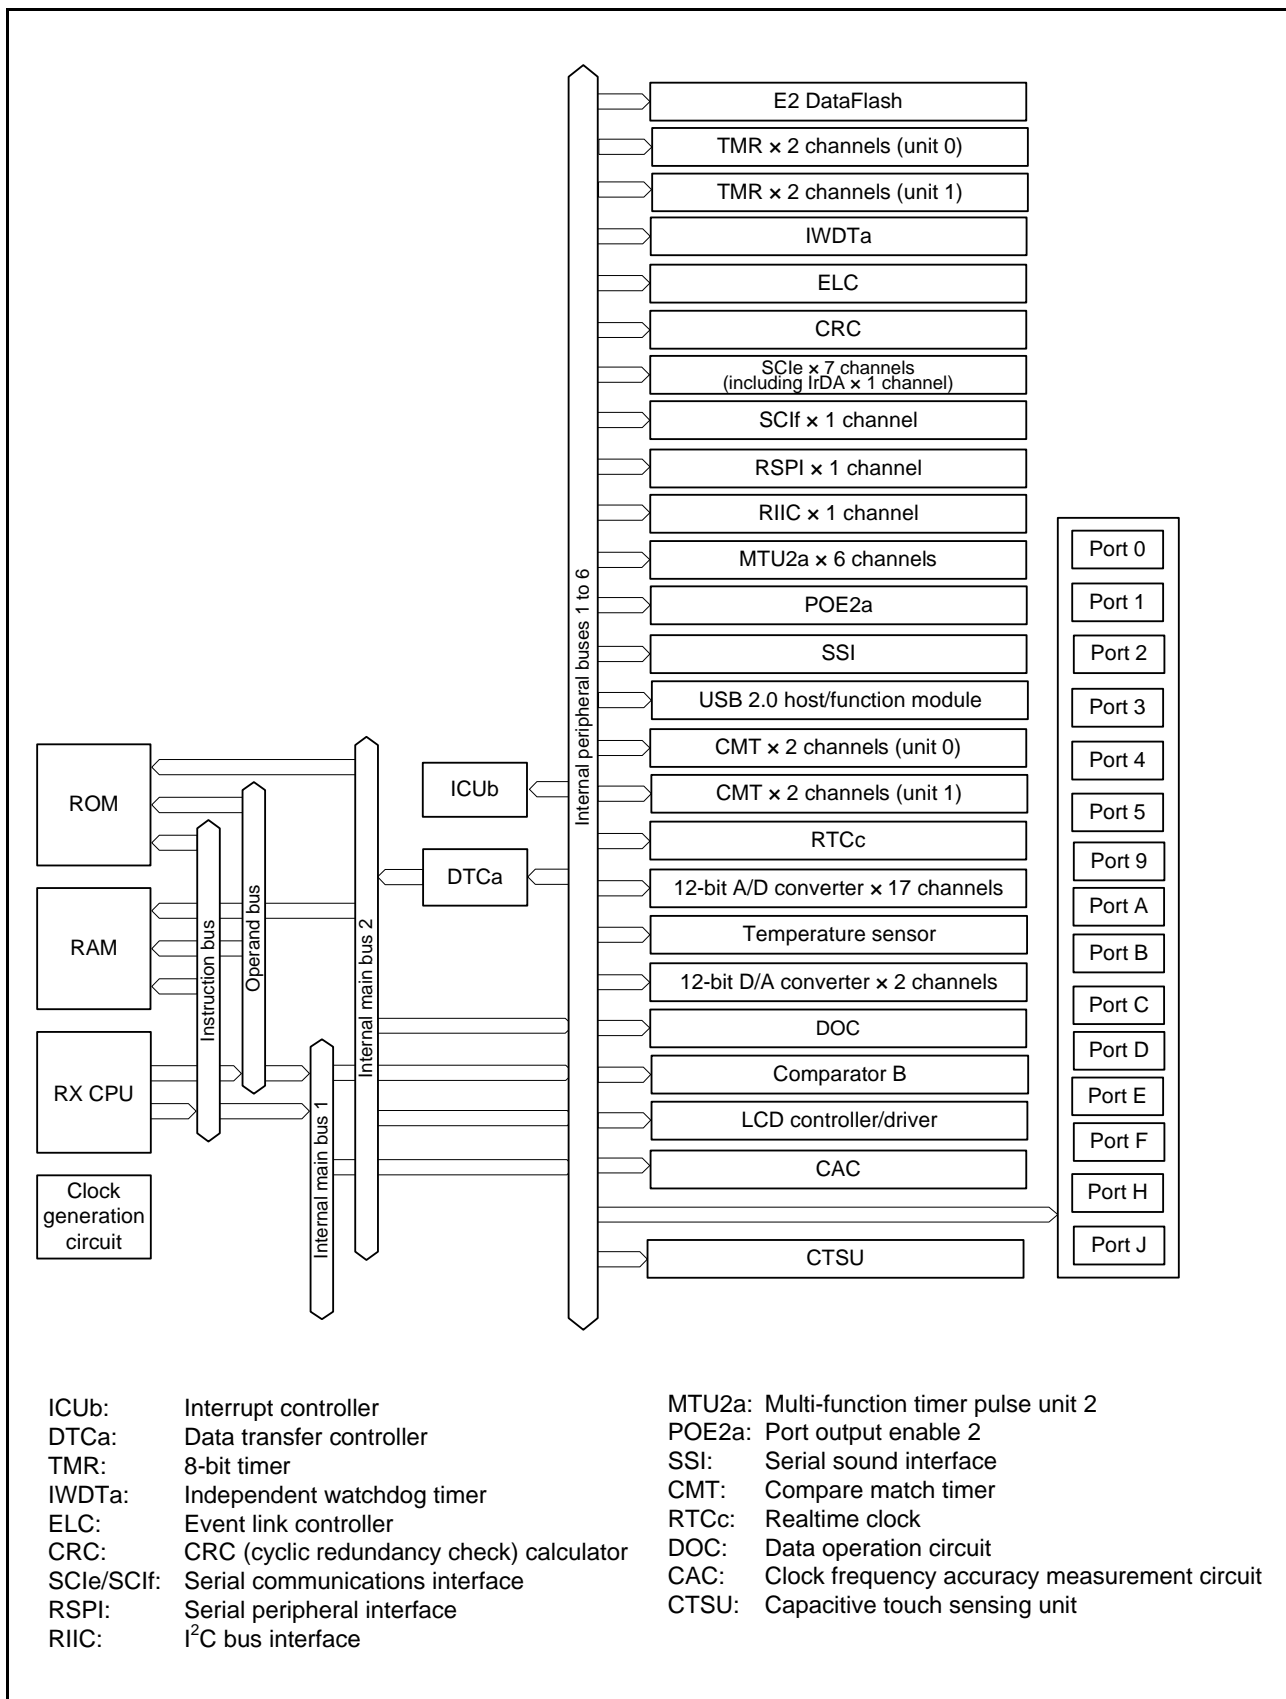 E2 DataFlash
TMR × 2 channels (unit 0)
TMR × 2 channels (unit 1)
IWDTa
ELC
CRC
SCIe × 7 channels
(including IrDA × 1 channel)
SCIf × 1 channel
RSPI × 1 channel
RIIC × 1 channel
MTU2a × 6 channels
POE2a
SSI
USB 2.0 host/function module
CMT × 2 channels (unit 0)
CMT × 2 channels (unit 1)
RTCc
12-bit A/D converter × 17 channels
Temperature sensor
12-bit D/A converter × 2 channels
DOC
Comparator B
LCD controller/driver
CAC
CTSU
Port 0
Port 1
Port 2
Port 3
Port 4
Port 5
Port 9
Port A
Port B
Port C
Port D
Port E
Port F
Port H
Port J
Internal peripheral buses 1 to 6
ICUb
DTCa
ROM
RAM
RX CPU
Clock
generation
circuit
Instruction bus
Operand bus
Internal main bus 1
Internal main bus 2
ICUb: Interrupt controller
DTCa: Data transfer controller
TMR: 8-bit timer
IWDTa: Independent watchdog timer
ELC: Event link controller
CRC: CRC (cyclic redundancy check) calculator
SCIe/SCIf: Serial communications interface
RSPI: Serial peripheral interface
RIIC: I²C bus interface
MTU2a: Multi-function timer pulse unit 2
POE2a: Port output enable 2
SSI: Serial sound interface
CMT: Compare match timer
RTCc: Realtime clock
DOC: Data operation circuit
CAC: Clock frequency accuracy measurement circuit
CTSU: Capacitive touch sensing unit